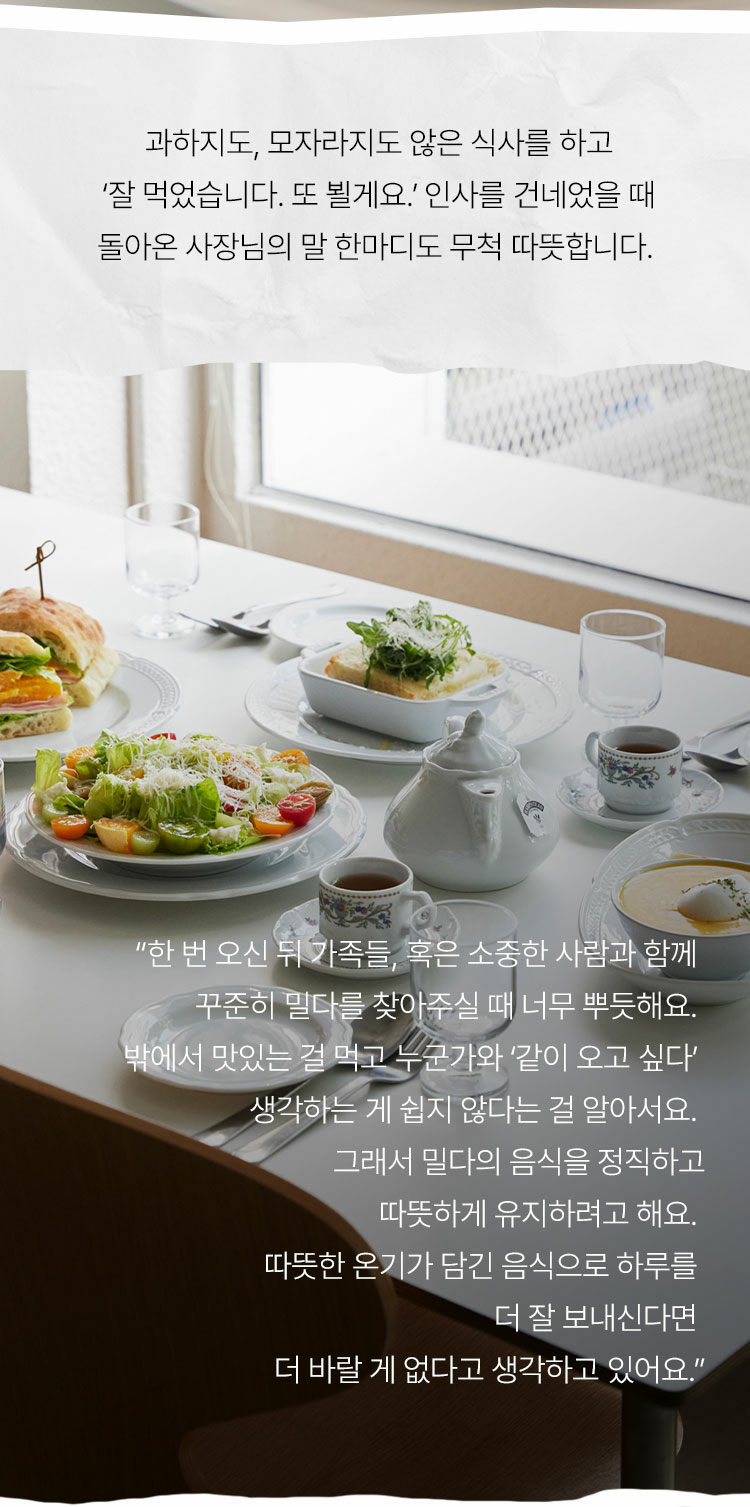 과하지도, 모자라지도 않은 식사를 하고
‘잘 먹었습니다. 또 뵐게요.’ 인사를 건네었을 때
돌아온 사장님의 말 한마디도 무척 따뜻합니다.
“한 번 오신 뒤 가족들, 혹은 소중한 사람과 함께
꾸준히 밀다를 찾아주실 때 너무 뿌듯해요.
밖에서 맛있는 걸 먹고 누군가와 ‘같이 오고 싶다’
생각하는 게 쉽지 않다는 걸 알아서요.
그래서 밀다의 음식을 정직하고
따뜻하게 유지하려고 해요.
따뜻한 온기가 담긴 음식으로 하루를
더 잘 보내신다면
더 바랄 게 없다고 생각하고 있어요.”